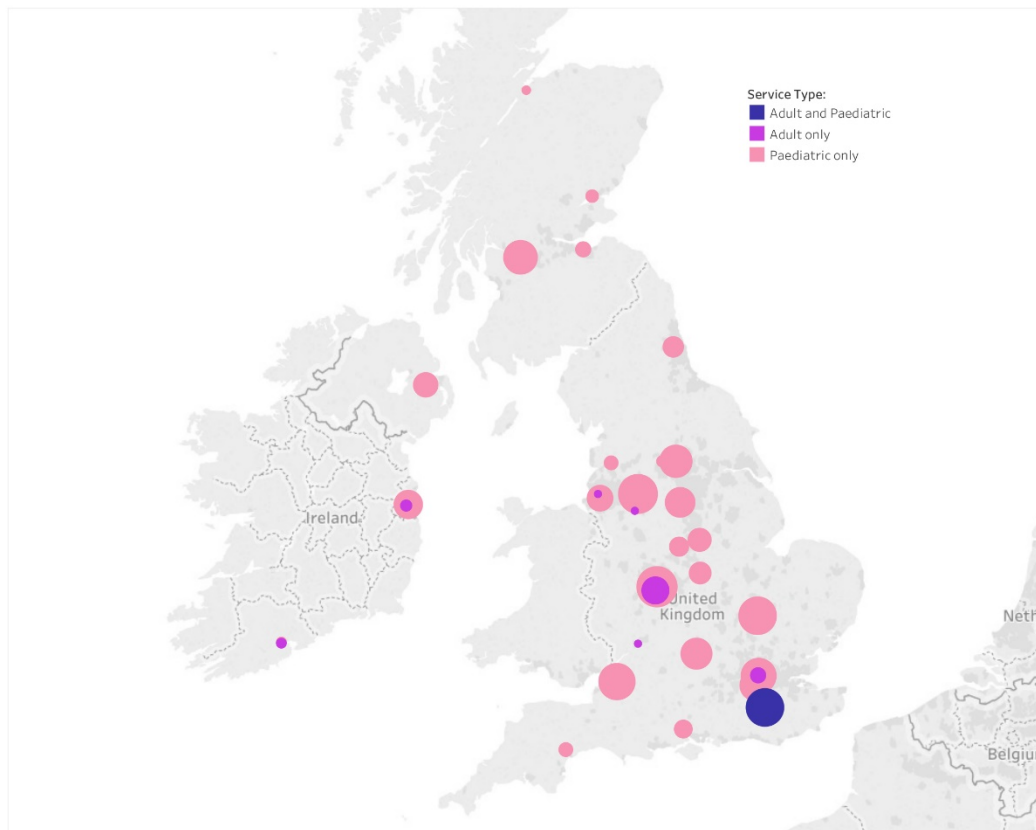 Service Type:
Adult and Paediatric
Adult only
Paediatric only
Ireland
United
Kingdom
Neth
Belgiu